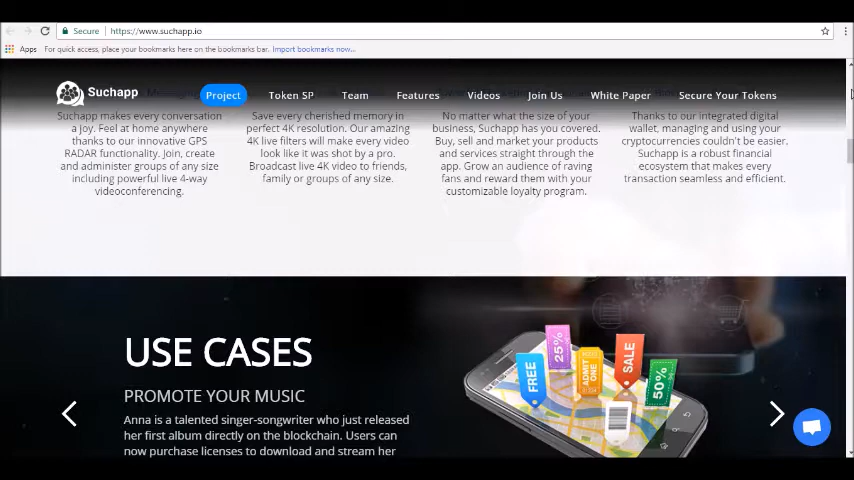 Secure https://www.suchapp.io
Apps For quick access, place your bookmarks here on the bookmarks bar. Import bookmarks now...
Suchapp Project Token SP Team Features Videos Join Us White Paper Secure Your Tokens
Suchapp makes every conversation
a joy. Feel at home anywhere
thanks to our innovative GPS
RADAR functionality. Join, create
and administer groups of any size
including powerful live 4-way
videoconferencing.
Save every cherished memory in
perfect 4K resolution. Our amazing
4K live filters will make every video
look like it was shot by a pro.
Broadcast live 4K video to friends,
family or groups of any size.
No matter what the size of your
business, Suchapp has you covered.
Buy, sell and market your products
and services straight through the
app. Grow an audience of raving
fans and reward them with your
customizable loyalty program.
Thanks to our integrated digital
wallet, managing and using your
cryptocurrencies couldn't be easier.
Suchapp is a robust financial
ecosystem that makes every
transaction seamless and efficient.
USE CASES
PROMOTE YOUR MUSIC
Anna is a talented singer-songwriter who just released
her first album directly on the blockchain. Users can
now purchase licenses to download and stream her
FREE
25%
ADMIT
ONE
SALE
50%